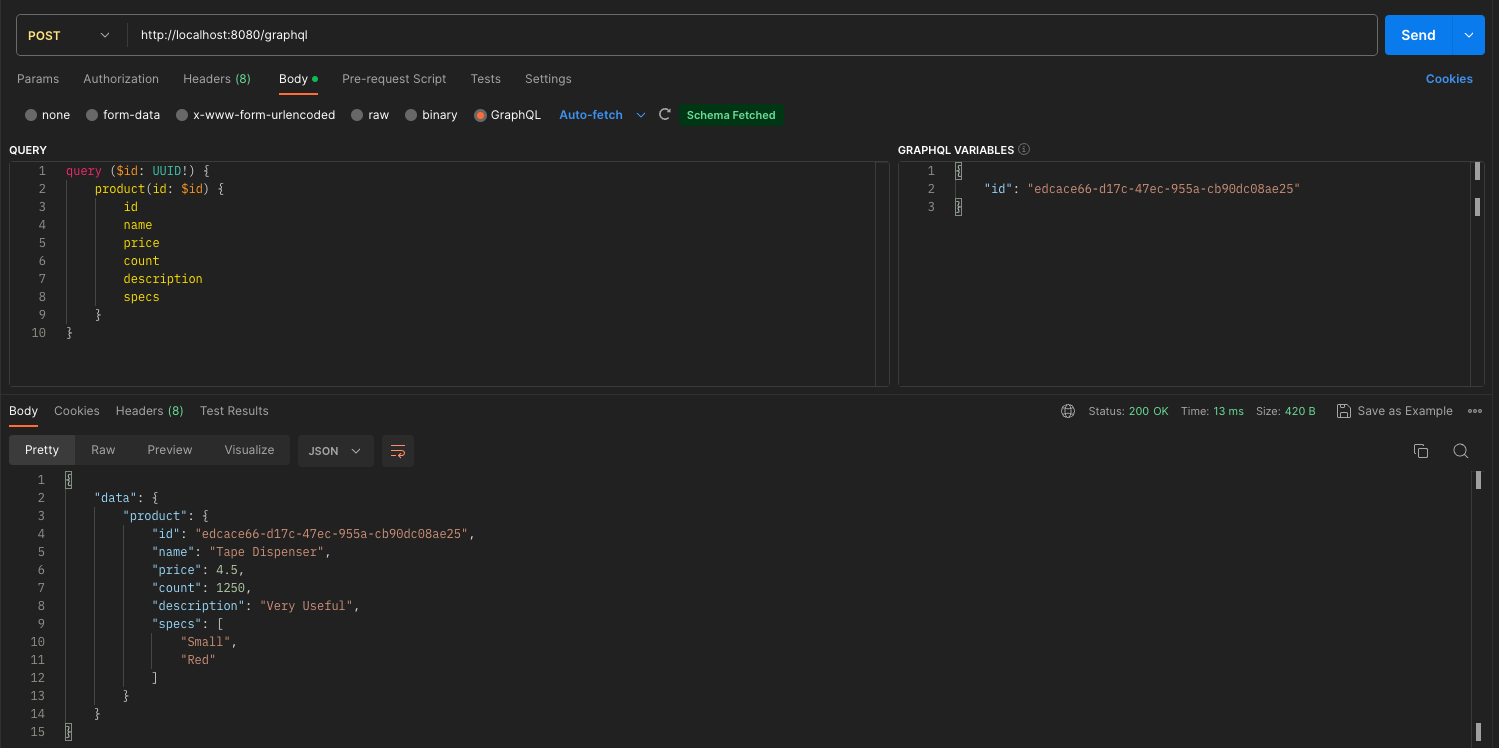 POST http://localhost:8080/graphql Send
Params Authorization Headers (8) Body Pre-request Script Tests Settings Cookies
none form-data x-www-form-urlencoded raw binary GraphQL Auto-fetch Schema Fetched
QUERY
1 query ($id: UUID!) {
2 product(id: $id) {
3 id
4 name
5 price
6 count
7 description
8 specs
9 }
10 }
GRAPHQL VARIABLES
1 {
2 "id": "edcace66-d17c-47ec-955a-cb90dc08ae25"
3 }
Body Cookies Headers (8) Test Results Status: 200 OK Time: 13 ms Size: 420 B Save as Example
Pretty Raw Preview Visualize JSON
1 {
2 "data": {
3 "product": {
4 "id": "edcace66-d17c-47ec-955a-cb90dc08ae25",
5 "name": "Tape Dispenser",
6 "price": 4.5,
7 "count": 1250,
8 "description": "Very Useful",
9 "specs": [
10 "Small",
11 "Red"
12 ]
13 }
14 }
15 }